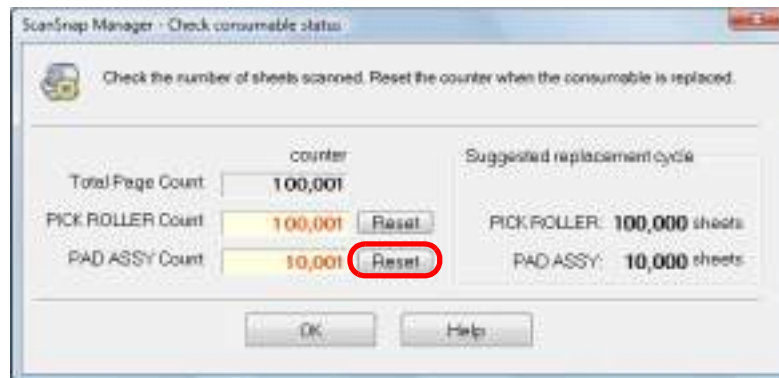 ScanSnap Manager - Check consumable status
Check the number of sheets scanned. Reset the counter when the consumable is replaced.
counter
Suggested replacement cycle
Total Page Count 100,001
PICK ROLLER Count 100,001 Reset PICK ROLLER: 100,000 sheets
PAD ASSY Count 10,001 Reset PAD ASSY: 10,000 sheets
OK Help